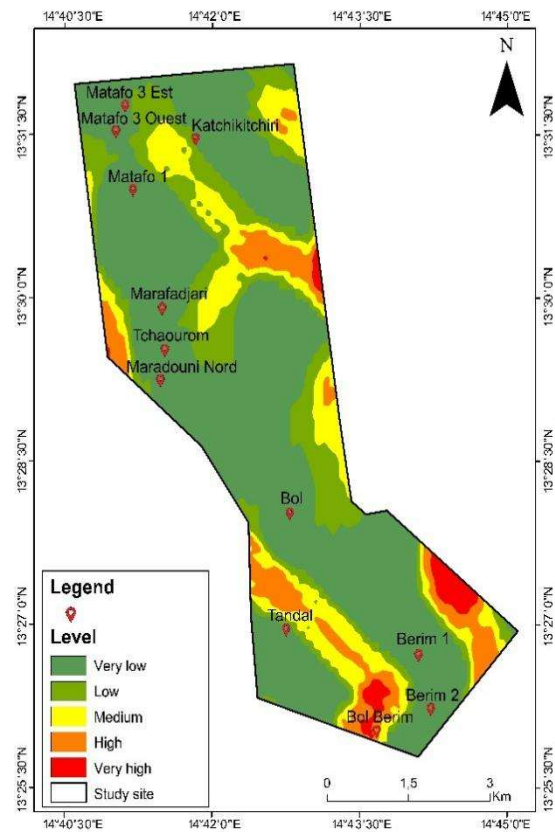 14°40'30"E 14°42'0"E 14°43'30"E 14°45'0"E
N
Matafo 3 Est
Matafo 3 Ouest
Katchikitchiri
13°31'30"N
13°31'30"N
Matafo 1
13°30'0"N
13°30'0"N
Marafadjari
Tchaourom
Maradouni Nord
13°28'30"N
13°28'30"N
Bol
13°27'0"N
13°27'0"N
Tandal
Berim 1
Berim 2
Bol Berim
Legend
Level
Very low
Low
Medium
High
Very high
Study site
0 1,5 3
Km
13°25'30"N
13°25'30"N
14°40'30"E 14°42'0"E 14°43'30"E 14°45'0"E